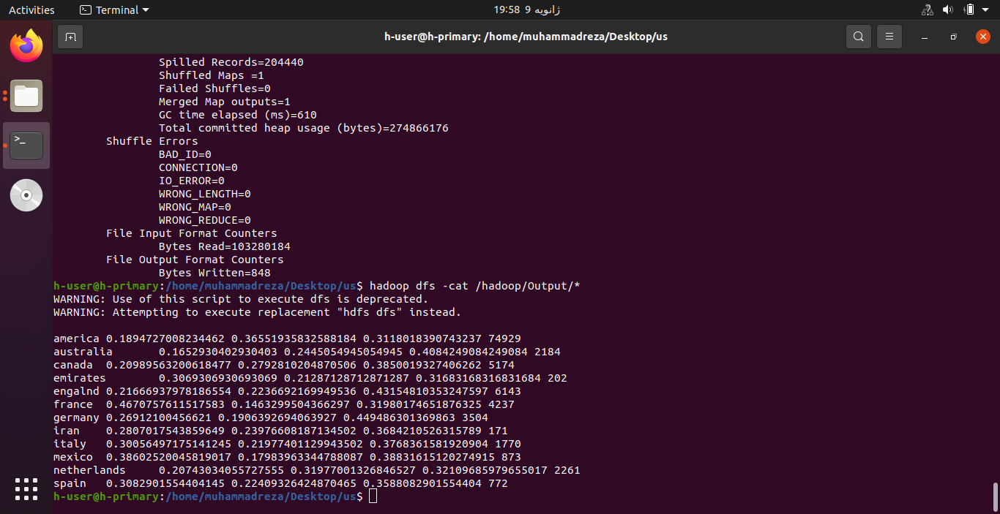 Activities
Terminal
19:58 9 ژانویه
h-user@h-primary: /home/muhammadreza/Desktop/us
Spilled Records=204440
Shuffled Maps =1
Failed Shuffles=0
Merged Map outputs=1
GC time elapsed (ms)=610
Total committed heap usage (bytes)=274866176
Shuffle Errors
BAD_ID=0
CONNECTION=0
IO_ERROR=0
WRONG_LENGTH=0
WRONG_MAP=0
WRONG_REDUCE=0
File Input Format Counters
Bytes Read=103280184
File Output Format Counters
Bytes Written=848
h-user@h-primary:/home/muhammadreza/Desktop/us$ hadoop dfs -cat /hadoop/Output/*
WARNING: Use of this script to execute dfs is deprecated.
WARNING: Attempting to execute replacement "hdfs dfs" instead.
america 0.1894727008234462 0.36551935832588184 0.3118018390743237 74929
australia 0.1652930402930403 0.2445054945054945 0.4084249084249084 2184
canada 0.20989563200618477 0.2792810204870506 0.3850019327406262 5174
emirates 0.3069306930693069 0.21287128712871287 0.31683168316831684 202
engalnd 0.21666937978186554 0.2236692169949536 0.43154810353247597 6143
france 0.4670757611517583 0.1463299504366297 0.31980174651876325 4237
germany 0.26912100456621 0.1906392694063927 0.449486301369863 3504
iran 0.2807017543859649 0.23976608187134502 0.3684210526315789 171
italy 0.30056497175141245 0.21977401129943502 0.3768361581920904 1770
mexico 0.38602520045819017 0.17983963344788087 0.38831615120274915 873
netherlands 0.20743034055727555 0.31977001326846527 0.32109685979655017 2261
spain 0.3082901554404145 0.22409326424870465 0.3588082901554404 772
h-user@h-primary:/home/muhammadreza/Desktop/us$